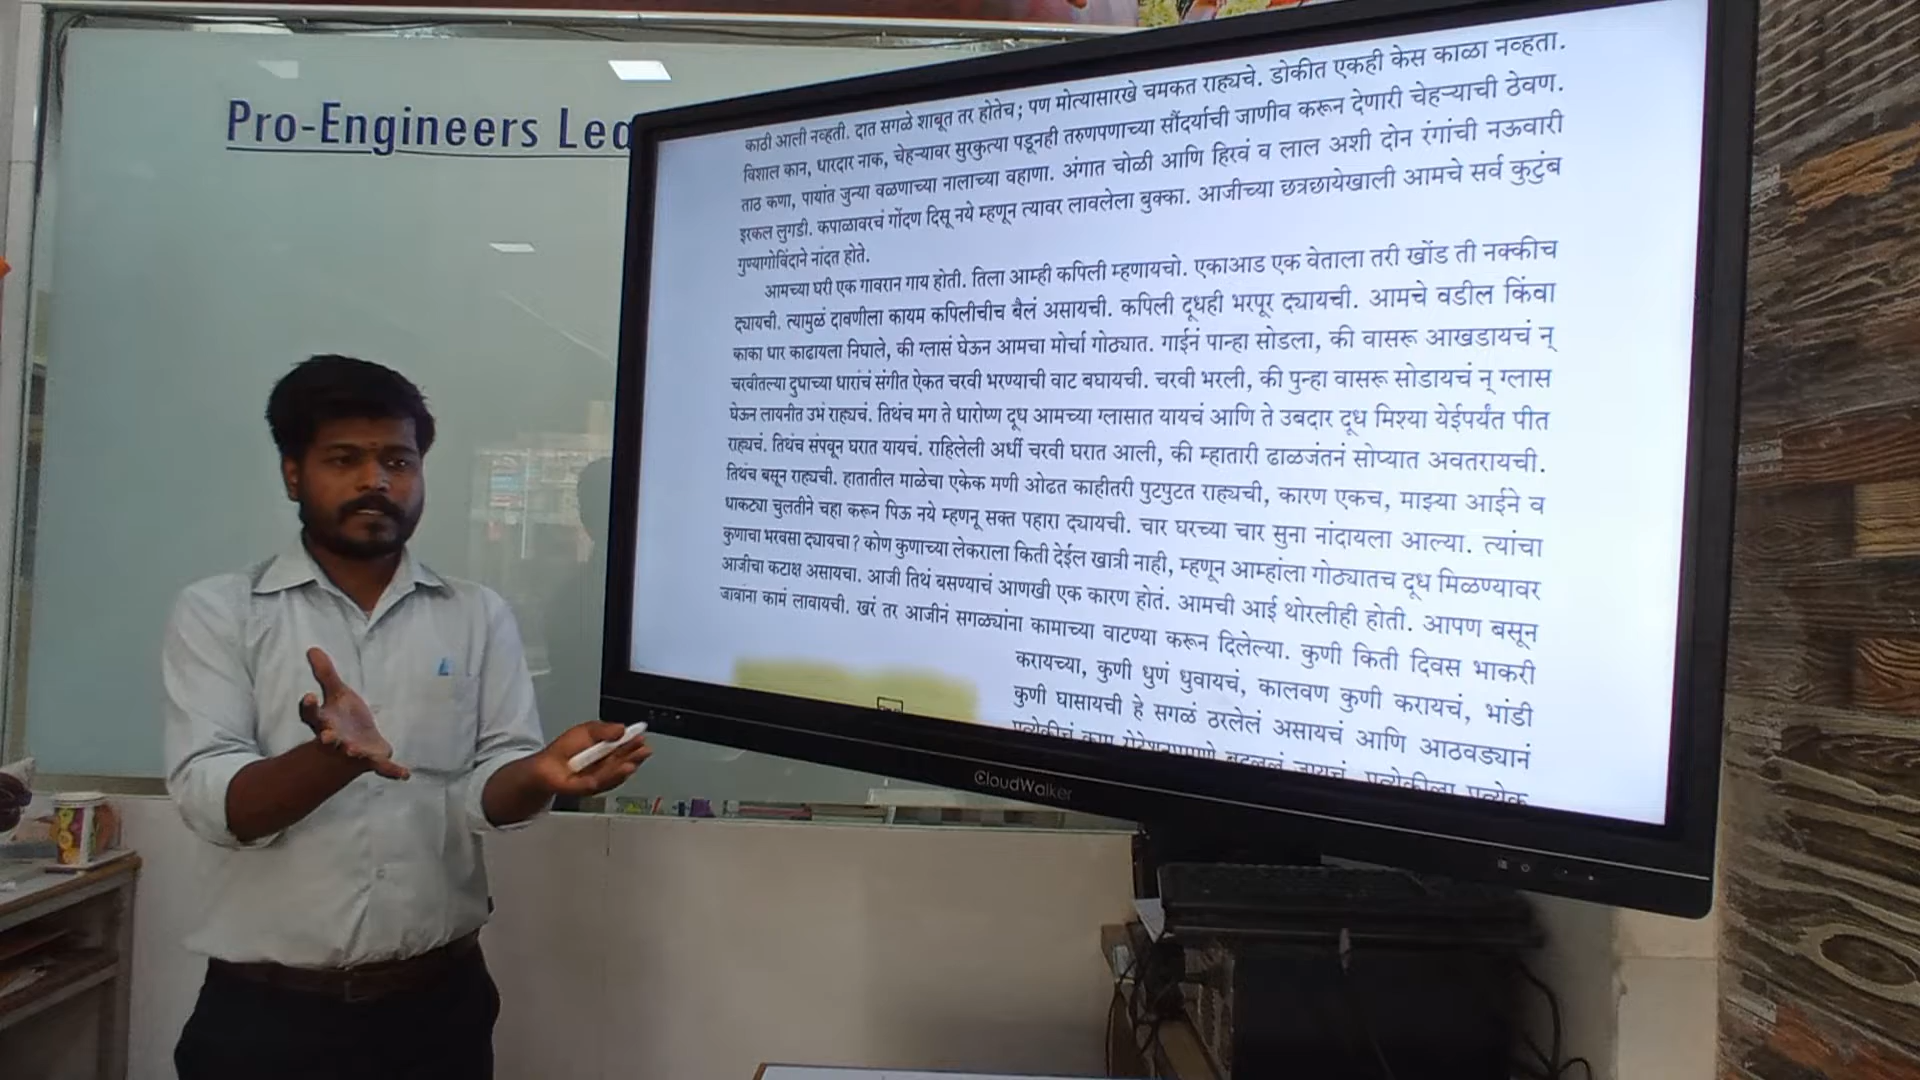 Pro-Engineers Lea
काठी आली नव्हती. दात सगळे शाबूत तर होतेच; पण मोत्यासारखे चमकत राह्यचे. डोकीत एकही केस काळा नव्हता.
विशाल कान, धारदार नाक, चेहऱ्यावर सुरकुत्या पडूनही तरुणपणाच्या सौंदर्याची जाणीव करून देणारी चेहऱ्याची ठेवण.
ताठ कणा, पायांत जुन्या वळणाच्या नालाच्या वहाणा. अंगात चोळी आणि हिरवं व लाल अशी दोन रंगांची नऊवारी
इरकल लुगडी. कपाळावरचं गोंदण दिसू नये म्हणून त्यावर लावलेला बुक्का. आजीच्या छत्रछायेखाली आमचे सर्व कुटुंब
गुण्यागोविंदाने नांदत होते.
आमच्या घरी एक गावरान गाय होती. तिला आम्ही कपिली म्हणायचो. एकाआड एक वेताला तरी खोंड ती नक्कीच
द्यायची. त्यामुळं दावणीला कायम कपिलीचीच बैलं असायची. कपिली दूधही भरपूर द्यायची. आमचे वडील किंवा
काका धार काढायला निघाले, की ग्लासं घेऊन आमचा मोर्चा गोठ्यात. गाईनं पान्हा सोडला, की वासरू आखडायचं न्
चरवीतल्या दुधाच्या धारांचं संगीत ऐकत चरवी भरण्याची वाट बघायची. चरवी भरली, की पुन्हा वासरू सोडायचं न् ग्लास
घेऊन लायनीत उभं राह्यचं. तिथंच मग ते धारोष्ण दूध आमच्या ग्लासात यायचं आणि ते उबदार दूध मिश्या येईपर्यंत पीत
राह्यचं. तिथंच संपवून घरात यायचं. राहिलेली अर्धी चरवी घरात आली, की म्हातारी ढाळजंतनं सोप्यात अवतरायची.
तिथंच बसून राह्यची. हातातील माळेचा एकेक मणी ओढत काहीतरी पुटपुटत राह्यची, कारण एकच, माझ्या आईने व
धाकट्या चुलतीने चहा करून पिऊ नये म्हणनू सक्त पहारा द्यायची. चार घरच्या चार सुना नांदायला आल्या. त्यांचा
कुणाचा भरवसा द्यायचा? कोण कुणाच्या लेकराला किती देईल खात्री नाही, म्हणून आम्हांला गोठ्यातच दूध मिळण्यावर
आजीचा कटाक्ष असायचा. आजी तिथं बसण्याचं आणखी एक कारण होतं. आमची आई थोरलीही होती. आपण बसून
जावांना कामं लावायची. खरं तर आजीनं सगळ्यांना कामाच्या वाटण्या करून दिलेल्या. कुणी किती दिवस भाकरी
करायच्या, कुणी धुणं धुवायचं, कालवण कुणी करायचं, भांडी
कुणी घासायची हे सगळं ठरलेलं असायचं आणि आठवड्यानं
प्रत्येकीचं काम रोटेशनप्रमाणे बदललं जायचं. प्रत्येकीला प्रत्येक
CloudWalker